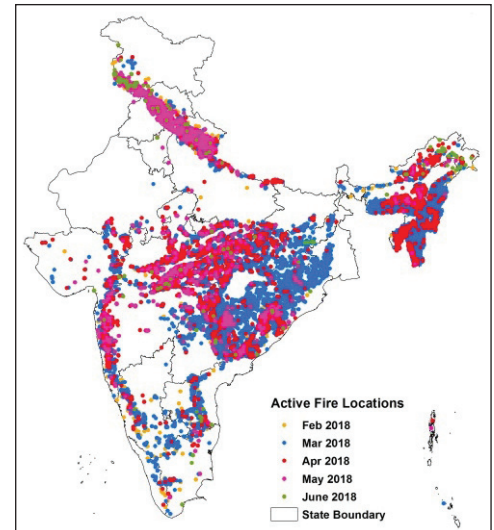 Active Fire Locations
Feb 2018
Mar 2018
Apr 2018
May 2018
June 2018
State Boundary